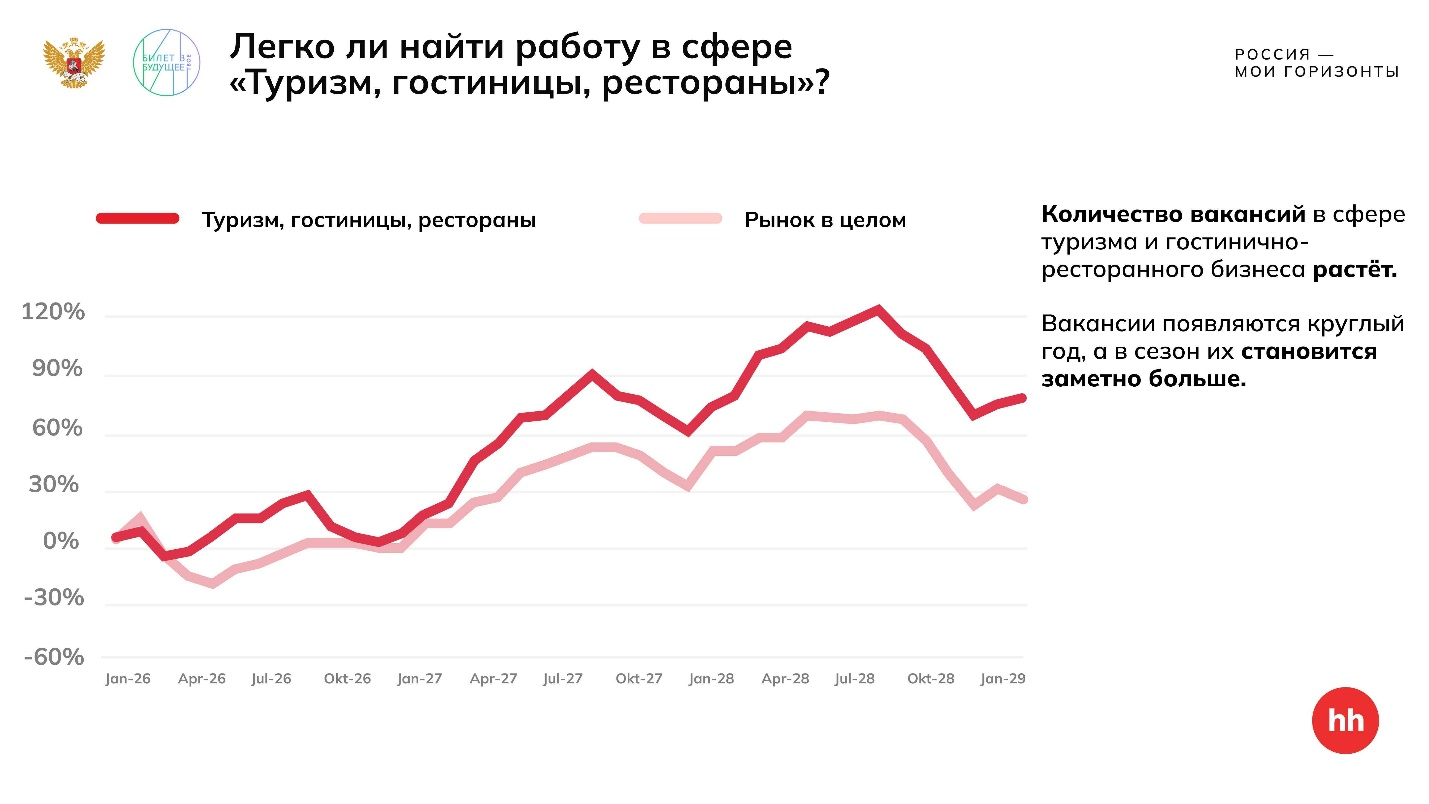 БИЛЕТ В
БУДУЩЕЕ
Легко ли найти работу в сфере
«Туризм, гостиницы, рестораны»?
РОССИЯ —
МОИ ГОРИЗОНТЫ
Туризм, гостиницы, рестораны
Рынок в целом
Количество вакансий в сфере
туризма и гостинично-
ресторанного бизнеса растёт.
Вакансии появляются круглый
год, а в сезон их становится
заметно больше.
120%
90%
60%
30%
0%
-30%
-60%
Jan-26 Apr-26 Jul-26 Okt-26 Jan-27 Apr-27 Jul-27 Okt-27 Jan-28 Apr-28 Jul-28 Okt-28 Jan-29
hh